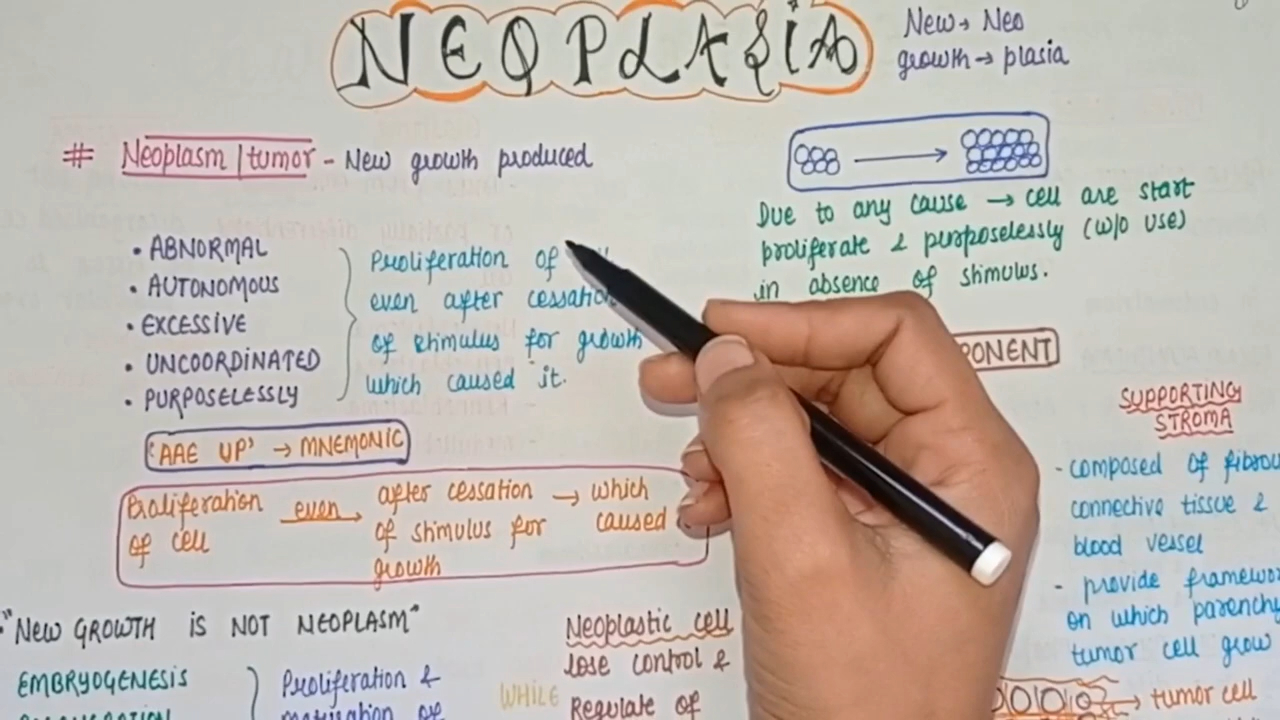 NEOPLASIA
New → Neo
growth → plasia
# Neoplasm | tumor - New growth produced
• ABNORMAL
• AUTONOMOUS
• EXCESSIVE
• UNCOORDINATED
• PURPOSELESSLY
Proliferation of
even after cessation
of stimulus for growth
which caused it.
'AAE UP' → MNEMONIC
Proliferation even after cessation → which
of cell of stimulus for caused
growth
Due to any cause → cell are start
proliferate & purposelessly (w/o use)
in absence of stimulus.
SUPPORTING
STROMA
- composed of
connective tissue &
blood vessel
- provide
on which
tumor cell grow
→ tumor cell
"NEW GROWTH IS NOT NEOPLASM"
EMBRYOGENESIS
Proliferation &
WHILE
Neoplastic cell
lose control &
Regulate of